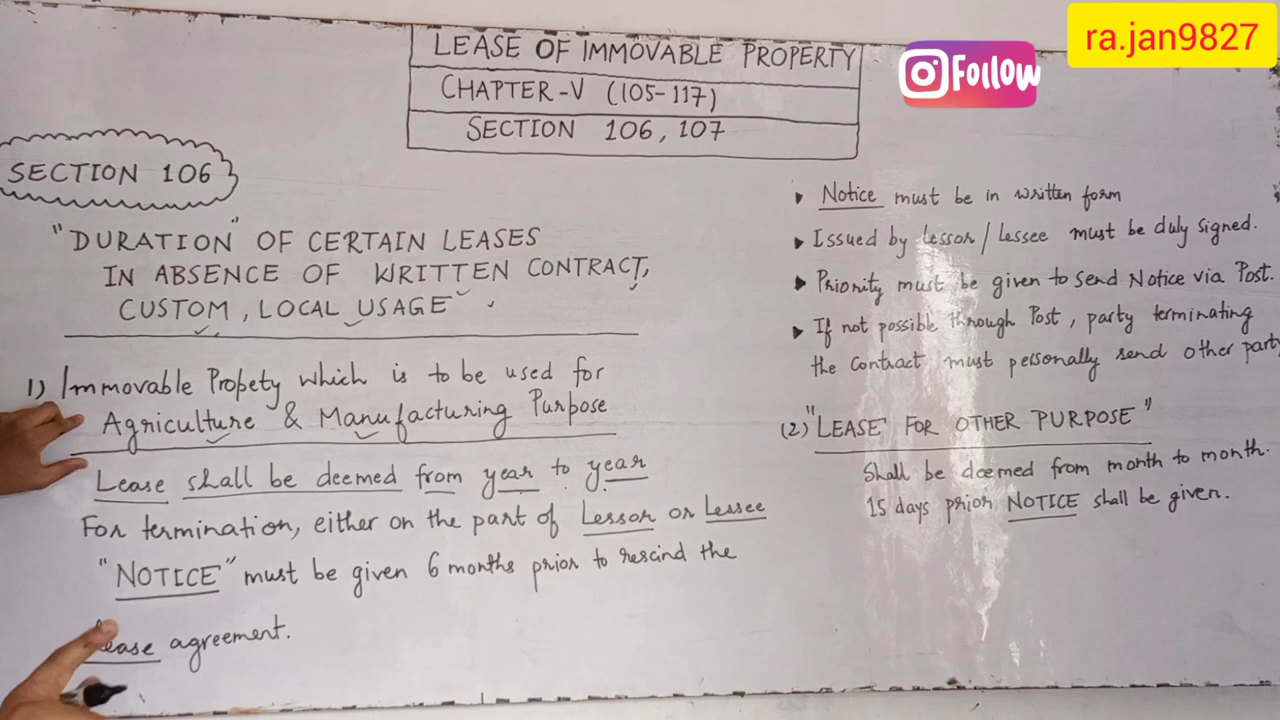 LEASE OF IMMOVABLE PROPERTY
CHAPTER-V (105-117)
SECTION 106, 107
Follow
ra.jan9827
SECTION 106
"DURATION" OF CERTAIN LEASES
IN ABSENCE OF WRITTEN CONTRACT,
CUSTOM, LOCAL USAGE
1) Immovable Propety which is to be used for
Agriculture & Manufacturing Purpose
Lease shall be deemed from year to year
For termination, either on the part of Lessor or Lessee
"NOTICE" must be given 6 months prior to rescind the
Lease agreement.
Notice must be in written form
Issued by Lessor/Lessee must be duly signed.
Priority must be given to send Notice via Post.
If not possible through Post, party terminating
the contract must personally send other party
(2) "LEASE FOR OTHER PURPOSE"
Shall be deemed from month to month.
15 days prior NOTICE shall be given.